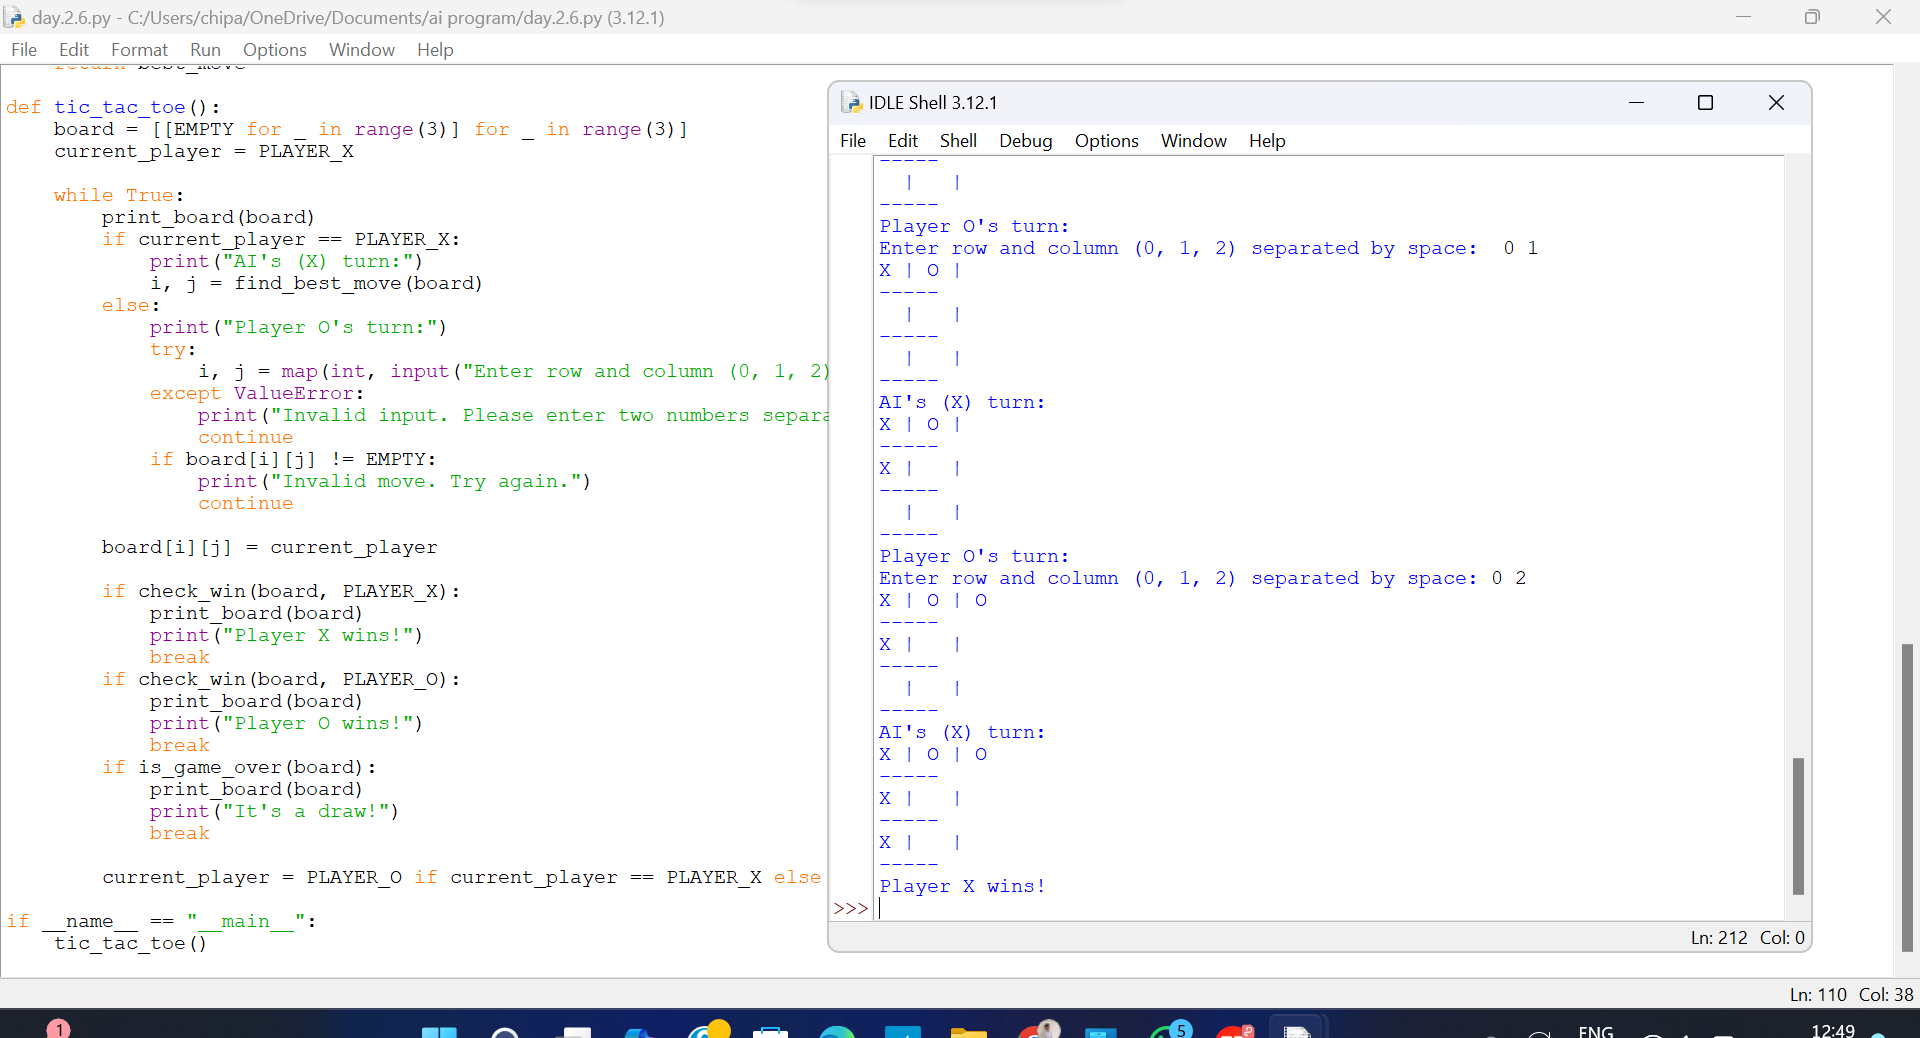 day.2.6.py - C:/Users/chipa/OneDrive/Documents/ai program/day.2.6.py (3.12.1)
File Edit Format Run Options Window Help
return best_move
def tic_tac_toe():
    board = [[EMPTY for _ in range(3)] for _ in range(3)]
    current_player = PLAYER_X
    while True:
        print_board(board)
        if current_player == PLAYER_X:
            print("AI's (X) turn:")
            i, j = find_best_move(board)
        else:
            print("Player O's turn:")
            try:
                i, j = map(int, input("Enter row and column (0, 1, 2)
            except ValueError:
                print("Invalid input. Please enter two numbers separa
                continue
            if board[i][j] != EMPTY:
                print("Invalid move. Try again.")
                continue
        board[i][j] = current_player
        if check_win(board, PLAYER_X):
            print_board(board)
            print("Player X wins!")
            break
        if check_win(board, PLAYER_O):
            print_board(board)
            print("Player O wins!")
            break
        if is_game_over(board):
            print_board(board)
            print("It's a draw!")
            break
        current_player = PLAYER_O if current_player == PLAYER_X else
if __name__ == "__main__":
    tic_tac_toe()
IDLE Shell 3.12.1
File Edit Shell Debug Options Window Help
-----
  |   |
-----
Player O's turn:
Enter row and column (0, 1, 2) separated by space:  0 1
X | O |
-----
  |   |
-----
  |   |
-----
AI's (X) turn:
X | O |
-----
X |   |
-----
  |   |
-----
Player O's turn:
Enter row and column (0, 1, 2) separated by space: 0 2
X | O | O
-----
X |   |
-----
  |   |
-----
AI's (X) turn:
X | O | O
-----
X |   |
-----
X |   |
-----
Player X wins!
>>>
Ln: 212 Col: 0
Ln: 110 Col: 38
1
5
ENG
12:49